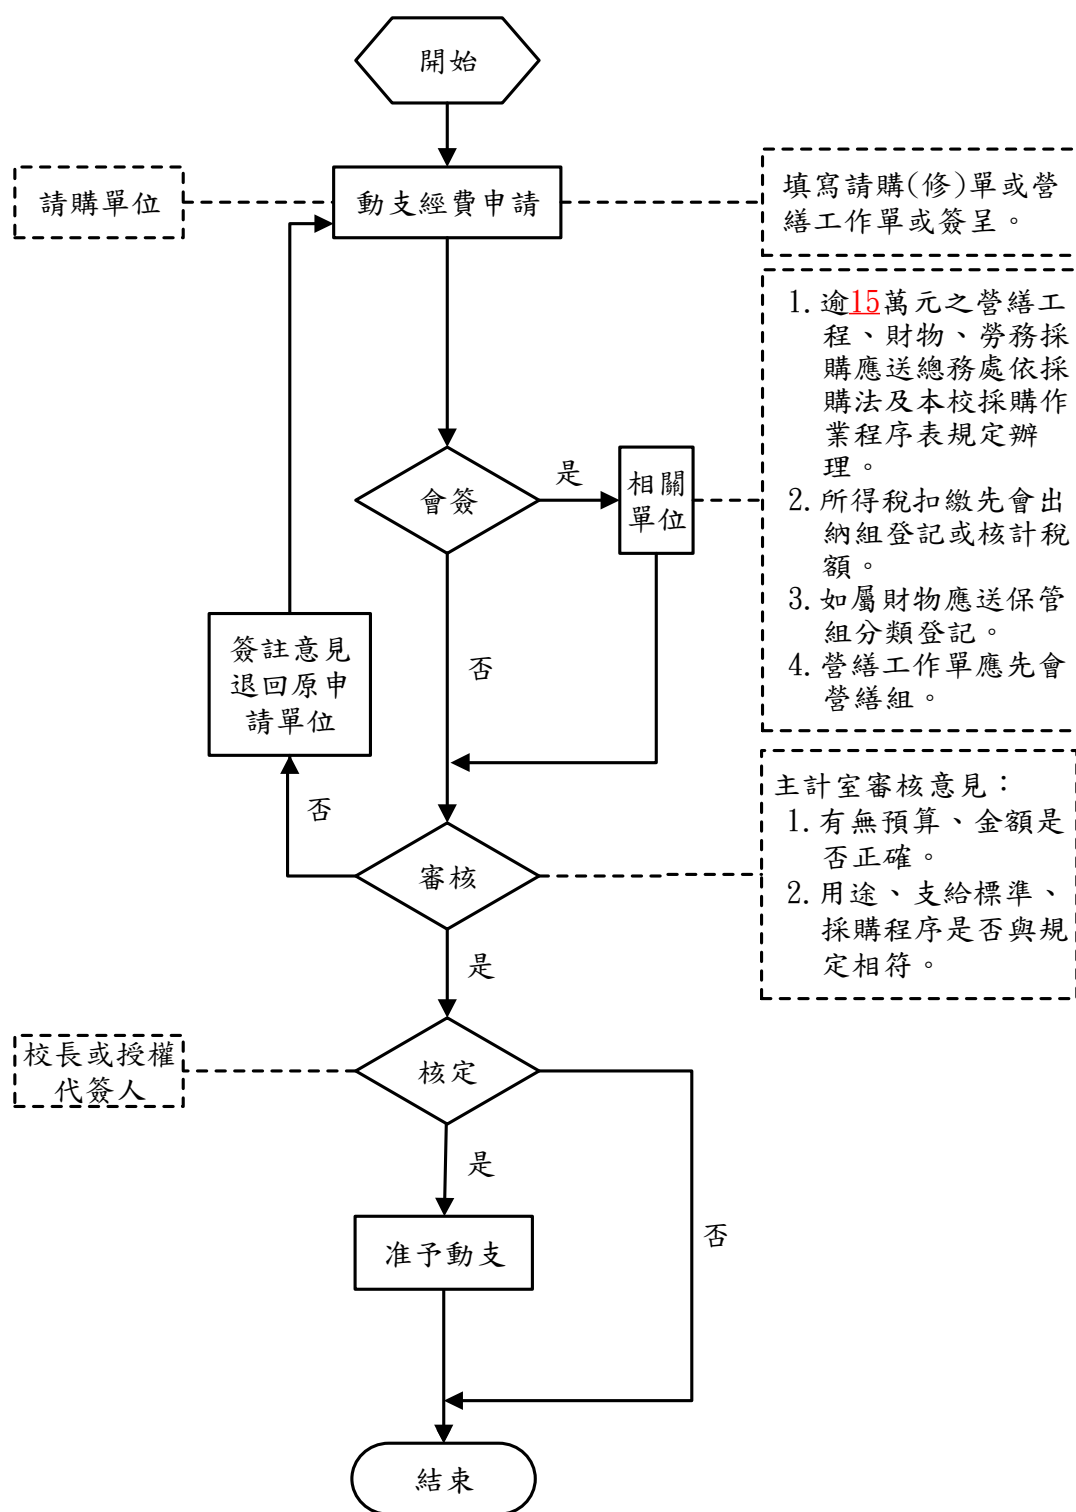 開始
請購單位
動支經費申請
填寫請購(修)單或營
繕工作單或簽呈。
1. 逾15萬元之營繕工
程、財物、勞務採
購應送總務處依採
購法及本校採購作
業程序表規定辦
理。
2. 所得稅扣繳先會出
納組登記或核計稅
額。
3. 如屬財物應送保管
組分類登記。
4. 營繕工作單應先會
營繕組。
會簽
是
相關
單位
否
簽註意見
退回原申
請單位
否
審核
主計室審核意見：
1. 有無預算、金額是
否正確。
2. 用途、支給標準、
採購程序是否與規
定相符。
是
校長或授權
代簽人
核定
是
否
准予動支
結束